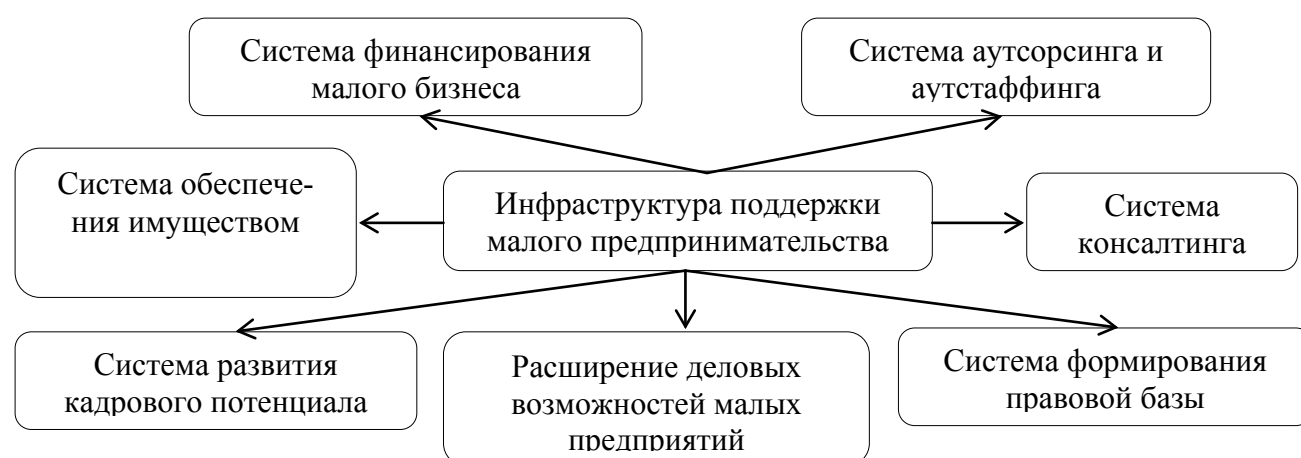 Система финансирования
малого бизнеса
Система аутсорсинга и
аутстаффинга
Система обеспече-
ния имуществом
Инфраструктура поддержки
малого предпринимательства
Система
консалтинга
Система развития
кадрового потенциала
Расширение деловых
возможностей малых
предприятий
Система формирования
правовой базы